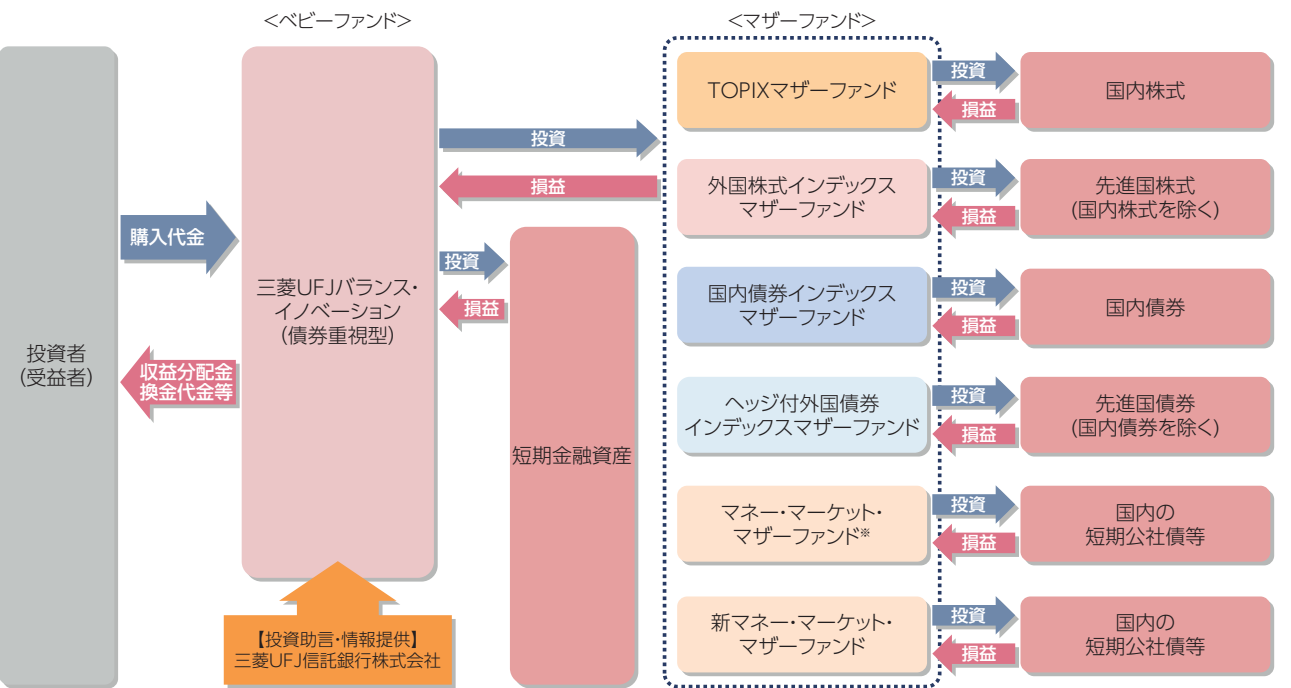 ＜ベビーファンド＞
＜マザーファンド＞
投資者
(受益者)
購入代金
収益分配金
換金代金等
三菱UFJバランス・
イノベーション
(債券重視型)
【投資助言・情報提供】
三菱UFJ信託銀行株式会社
投資
損益
投資
損益
短期金融資産
TOPIXマザーファンド
投資
損益
国内株式
外国株式インデックス
マザーファンド
投資
損益
先進国株式
(国内株式を除く)
国内債券インデックス
マザーファンド
投資
損益
国内債券
ヘッジ付外国債券
インデックスマザーファンド
投資
損益
先進国債券
(国内債券を除く)
マネー・マーケット・
マザーファンド※
投資
損益
国内の
短期公社債等
新マネー・マーケット・
マザーファンド
投資
損益
国内の
短期公社債等